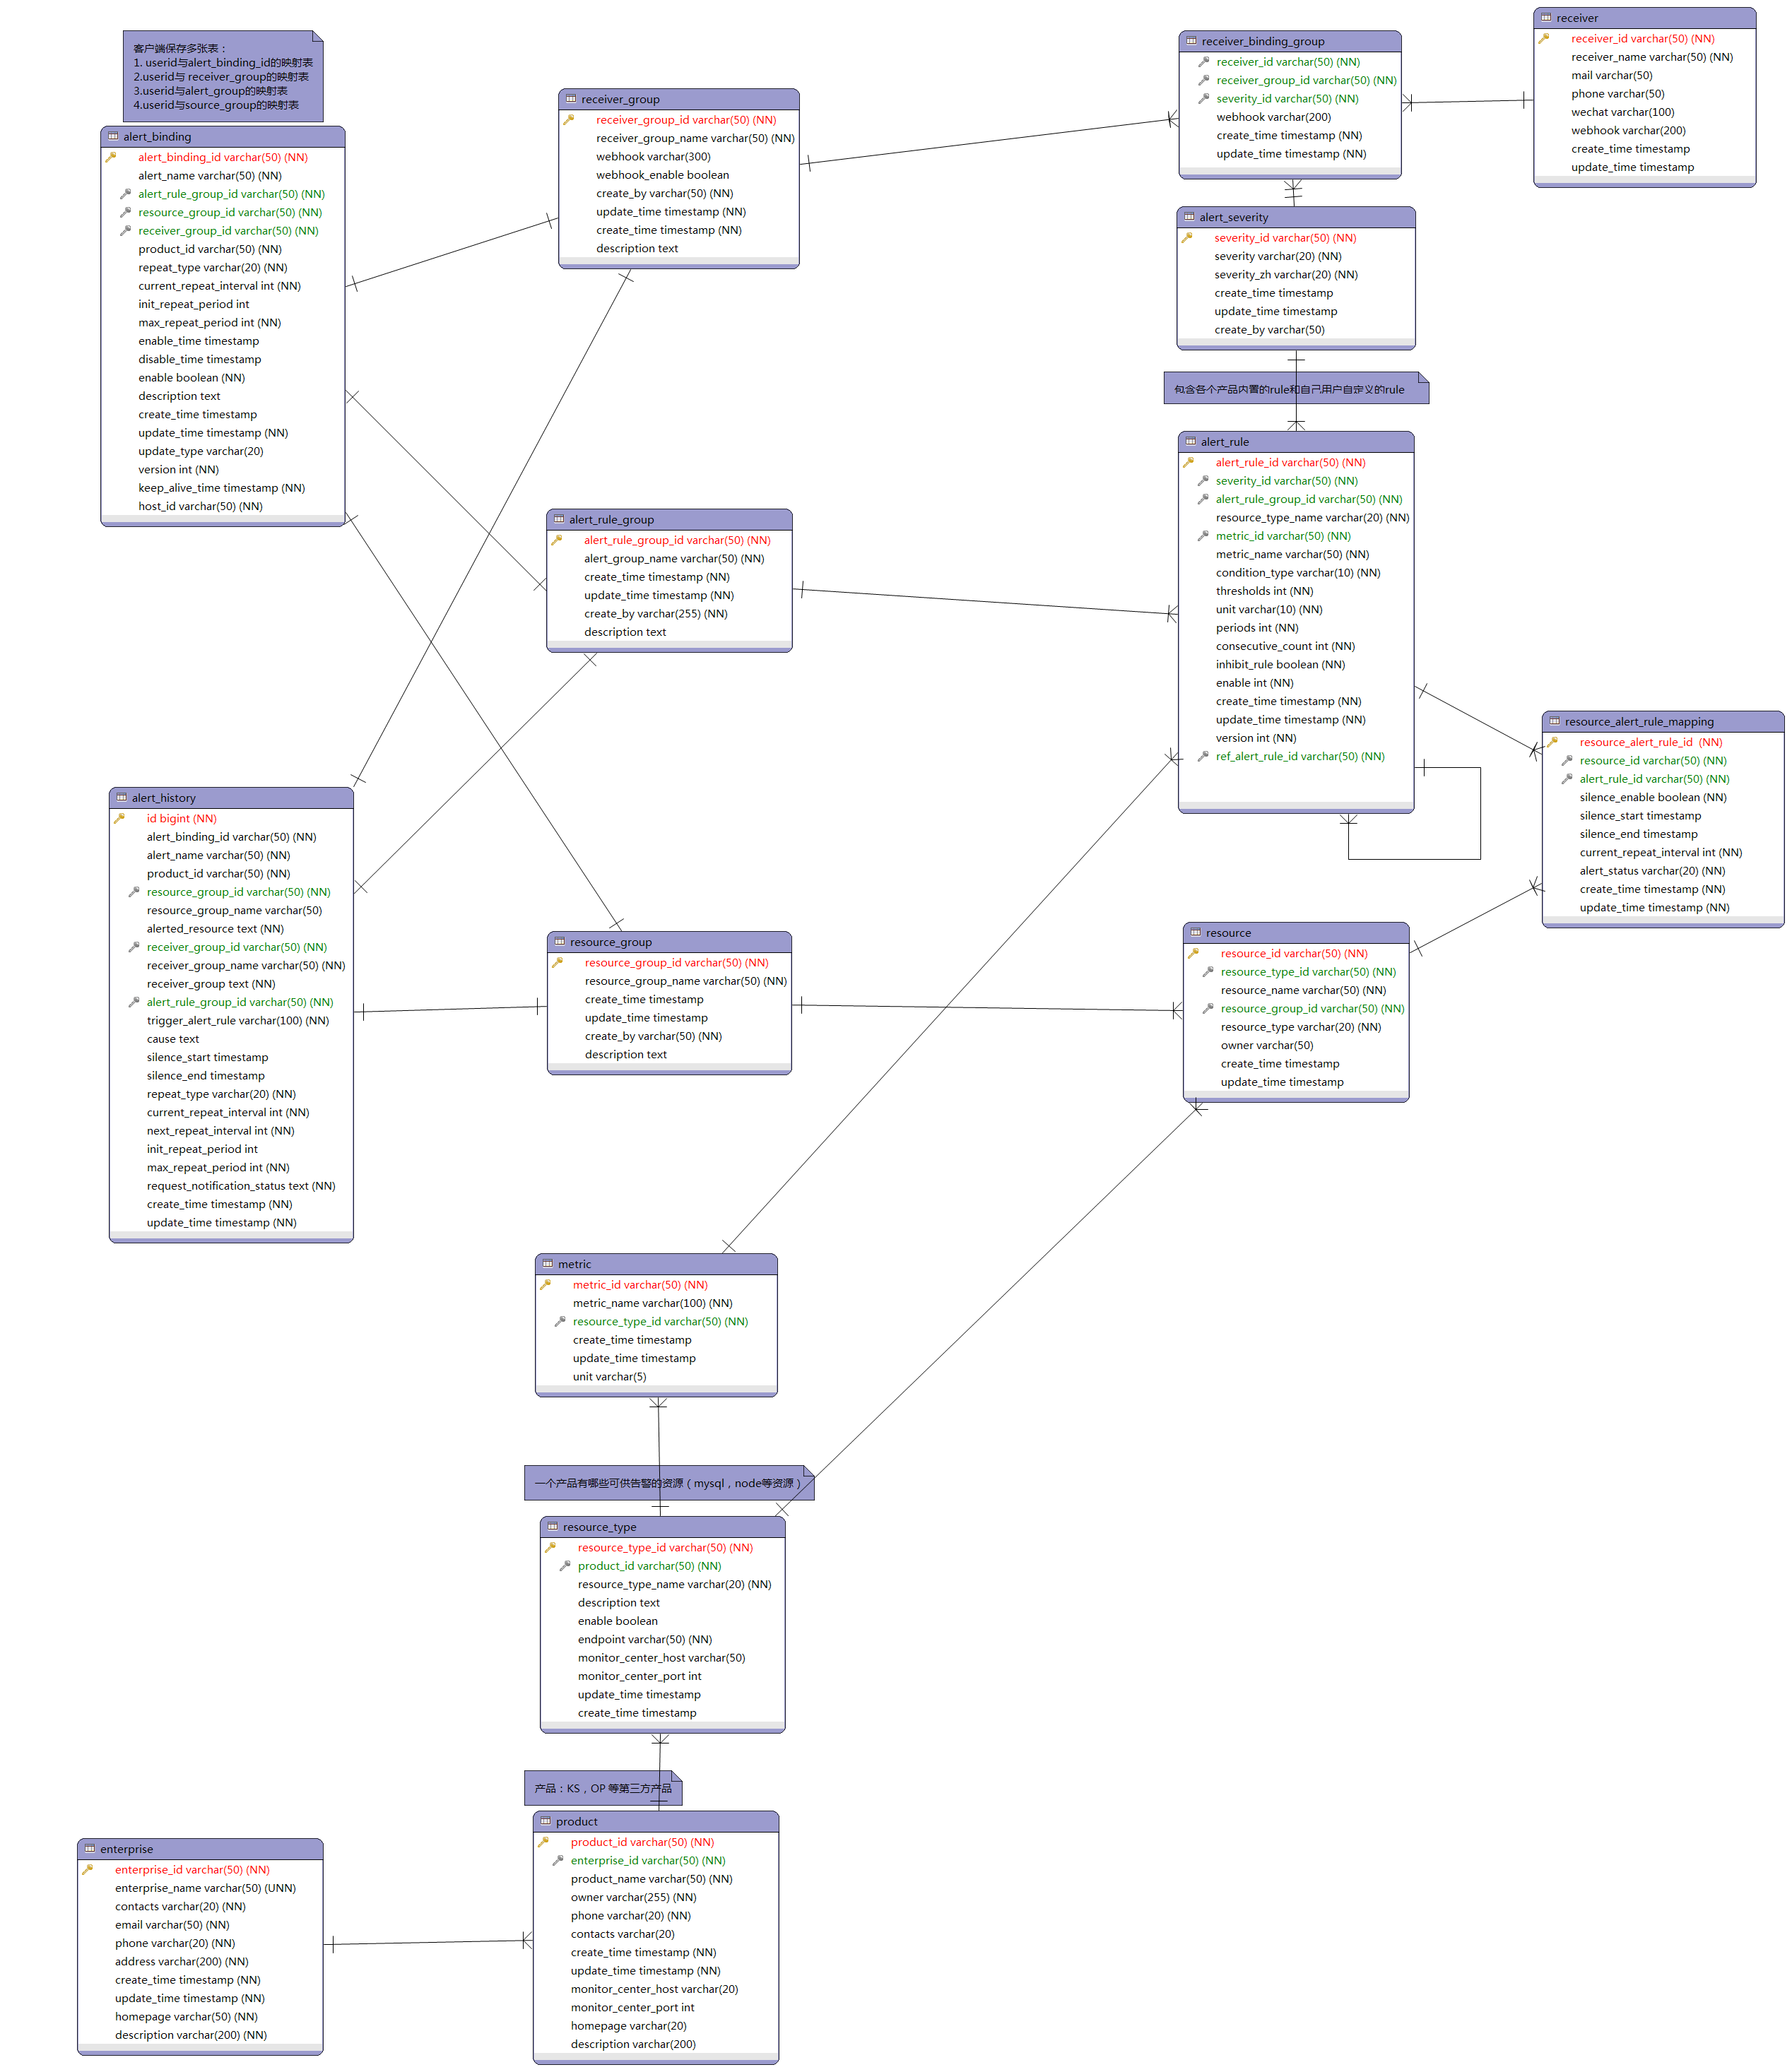 客户端保存多张表：
1. userid与alert_binding_id的映射表
2.userid与 receiver_group的映射表
3.userid与alert_group的映射表
4.userid与source_group的映射表
alert_binding
alert_binding_id varchar(50) (NN)
alert_name varchar(50) (NN)
alert_rule_group_id varchar(50) (NN)
resource_group_id varchar(50) (NN)
receiver_group_id varchar(50) (NN)
product_id varchar(50) (NN)
repeat_type varchar(20) (NN)
current_repeat_interval int (NN)
init_repeat_period int
max_repeat_period int (NN)
enable_time timestamp
disable_time timestamp
enable boolean (NN)
description text
create_time timestamp
update_time timestamp (NN)
update_type varchar(20)
version int (NN)
keep_alive_time timestamp (NN)
host_id varchar(50) (NN)
receiver_group
receiver_group_id varchar(50) (NN)
receiver_group_name varchar(50) (NN)
webhook varchar(300)
webhook_enable boolean
create_by varchar(50) (NN)
update_time timestamp (NN)
create_time timestamp (NN)
description text
receiver_binding_group
receiver_id varchar(50) (NN)
receiver_group_id varchar(50) (NN)
severity_id varchar(50) (NN)
webhook varchar(200)
create_time timestamp (NN)
update_time timestamp (NN)
receiver
receiver_id varchar(50) (NN)
receiver_name varchar(50) (NN)
mail varchar(50)
phone varchar(50)
wechat varchar(100)
webhook varchar(200)
create_time timestamp
update_time timestamp
alert_severity
severity_id varchar(50) (NN)
severity varchar(20) (NN)
severity_zh varchar(20) (NN)
create_time timestamp
update_time timestamp
create_by varchar(50)
包含各个产品内置的rule和自己用户自定义的rule
alert_rule
alert_rule_id varchar(50) (NN)
severity_id varchar(50) (NN)
alert_rule_group_id varchar(50) (NN)
resource_type_name varchar(20) (NN)
metric_id varchar(50) (NN)
metric_name varchar(50) (NN)
condition_type varchar(10) (NN)
thresholds int (NN)
unit varchar(10) (NN)
periods int (NN)
consecutive_count int (NN)
inhibit_rule boolean (NN)
enable int (NN)
create_time timestamp (NN)
update_time timestamp (NN)
version int (NN)
ref_alert_rule_id varchar(50) (NN)
alert_rule_group
alert_rule_group_id varchar(50) (NN)
alert_group_name varchar(50) (NN)
create_time timestamp (NN)
update_time timestamp (NN)
create_by varchar(255) (NN)
description text
resource_alert_rule_mapping
resource_alert_rule_id  (NN)
resource_id varchar(50) (NN)
alert_rule_id varchar(50) (NN)
silence_enable boolean (NN)
silence_start timestamp
silence_end timestamp
current_repeat_interval int (NN)
alert_status varchar(20) (NN)
create_time timestamp (NN)
update_time timestamp (NN)
alert_history
id bigint (NN)
alert_binding_id varchar(50) (NN)
alert_name varchar(50) (NN)
product_id varchar(50) (NN)
resource_group_id varchar(50) (NN)
resource_group_name varchar(50)
alerted_resource text (NN)
receiver_group_id varchar(50) (NN)
receiver_group_name varchar(50) (NN)
receiver_group text (NN)
alert_rule_group_id varchar(50) (NN)
trigger_alert_rule varchar(100) (NN)
cause text
silence_start timestamp
silence_end timestamp
repeat_type varchar(20) (NN)
current_repeat_interval int (NN)
next_repeat_interval int (NN)
init_repeat_period int
max_repeat_period int (NN)
request_notification_status text (NN)
create_time timestamp (NN)
update_time timestamp (NN)
resource_group
resource_group_id varchar(50) (NN)
resource_group_name varchar(50) (NN)
create_time timestamp
update_time timestamp
create_by varchar(50) (NN)
description text
resource
resource_id varchar(50) (NN)
resource_type_id varchar(50) (NN)
resource_name varchar(50) (NN)
resource_group_id varchar(50) (NN)
resource_type varchar(20) (NN)
owner varchar(50)
create_time timestamp
update_time timestamp
metric
metric_id varchar(50) (NN)
metric_name varchar(100) (NN)
resource_type_id varchar(50) (NN)
create_time timestamp
update_time timestamp
unit varchar(5)
一个产品有哪些可供告警的资源（mysql，node等资源）
resource_type
resource_type_id varchar(50) (NN)
product_id varchar(50) (NN)
resource_type_name varchar(20) (NN)
description text
enable boolean
endpoint varchar(50) (NN)
monitor_center_host varchar(50)
monitor_center_port int
update_time timestamp
create_time timestamp
产品：KS，OP 等第三方产品
product
product_id varchar(50) (NN)
enterprise_id varchar(50) (NN)
product_name varchar(50) (NN)
owner varchar(255) (NN)
phone varchar(20) (NN)
contacts varchar(20)
create_time timestamp (NN)
update_time timestamp (NN)
monitor_center_host varchar(20)
monitor_center_port int
homepage varchar(20)
description varchar(200)
enterprise
enterprise_id varchar(50) (NN)
enterprise_name varchar(50) (UNN)
contacts varchar(20) (NN)
email varchar(50) (NN)
phone varchar(20) (NN)
address varchar(200) (NN)
create_time timestamp (NN)
update_time timestamp (NN)
homepage varchar(50) (NN)
description varchar(200) (NN)